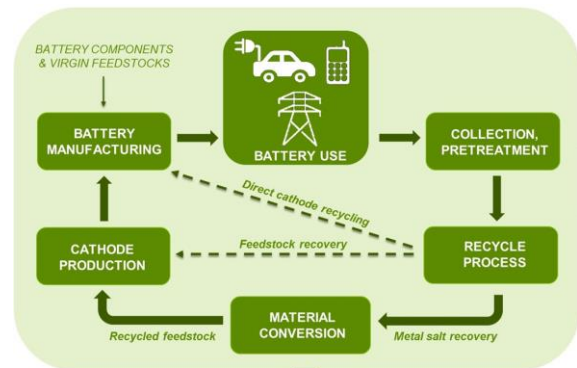 BATTERY COMPONENTS
& VIRGIN FEEDSTOCKS
BATTERY
MANUFACTURING
BATTERY USE
COLLECTION,
PRETREATMENT
Direct cathode recycling
Feedstock recovery
CATHODE
PRODUCTION
RECYCLE
PROCESS
MATERIAL
CONVERSION
Recycled feedstock
Metal salt recovery